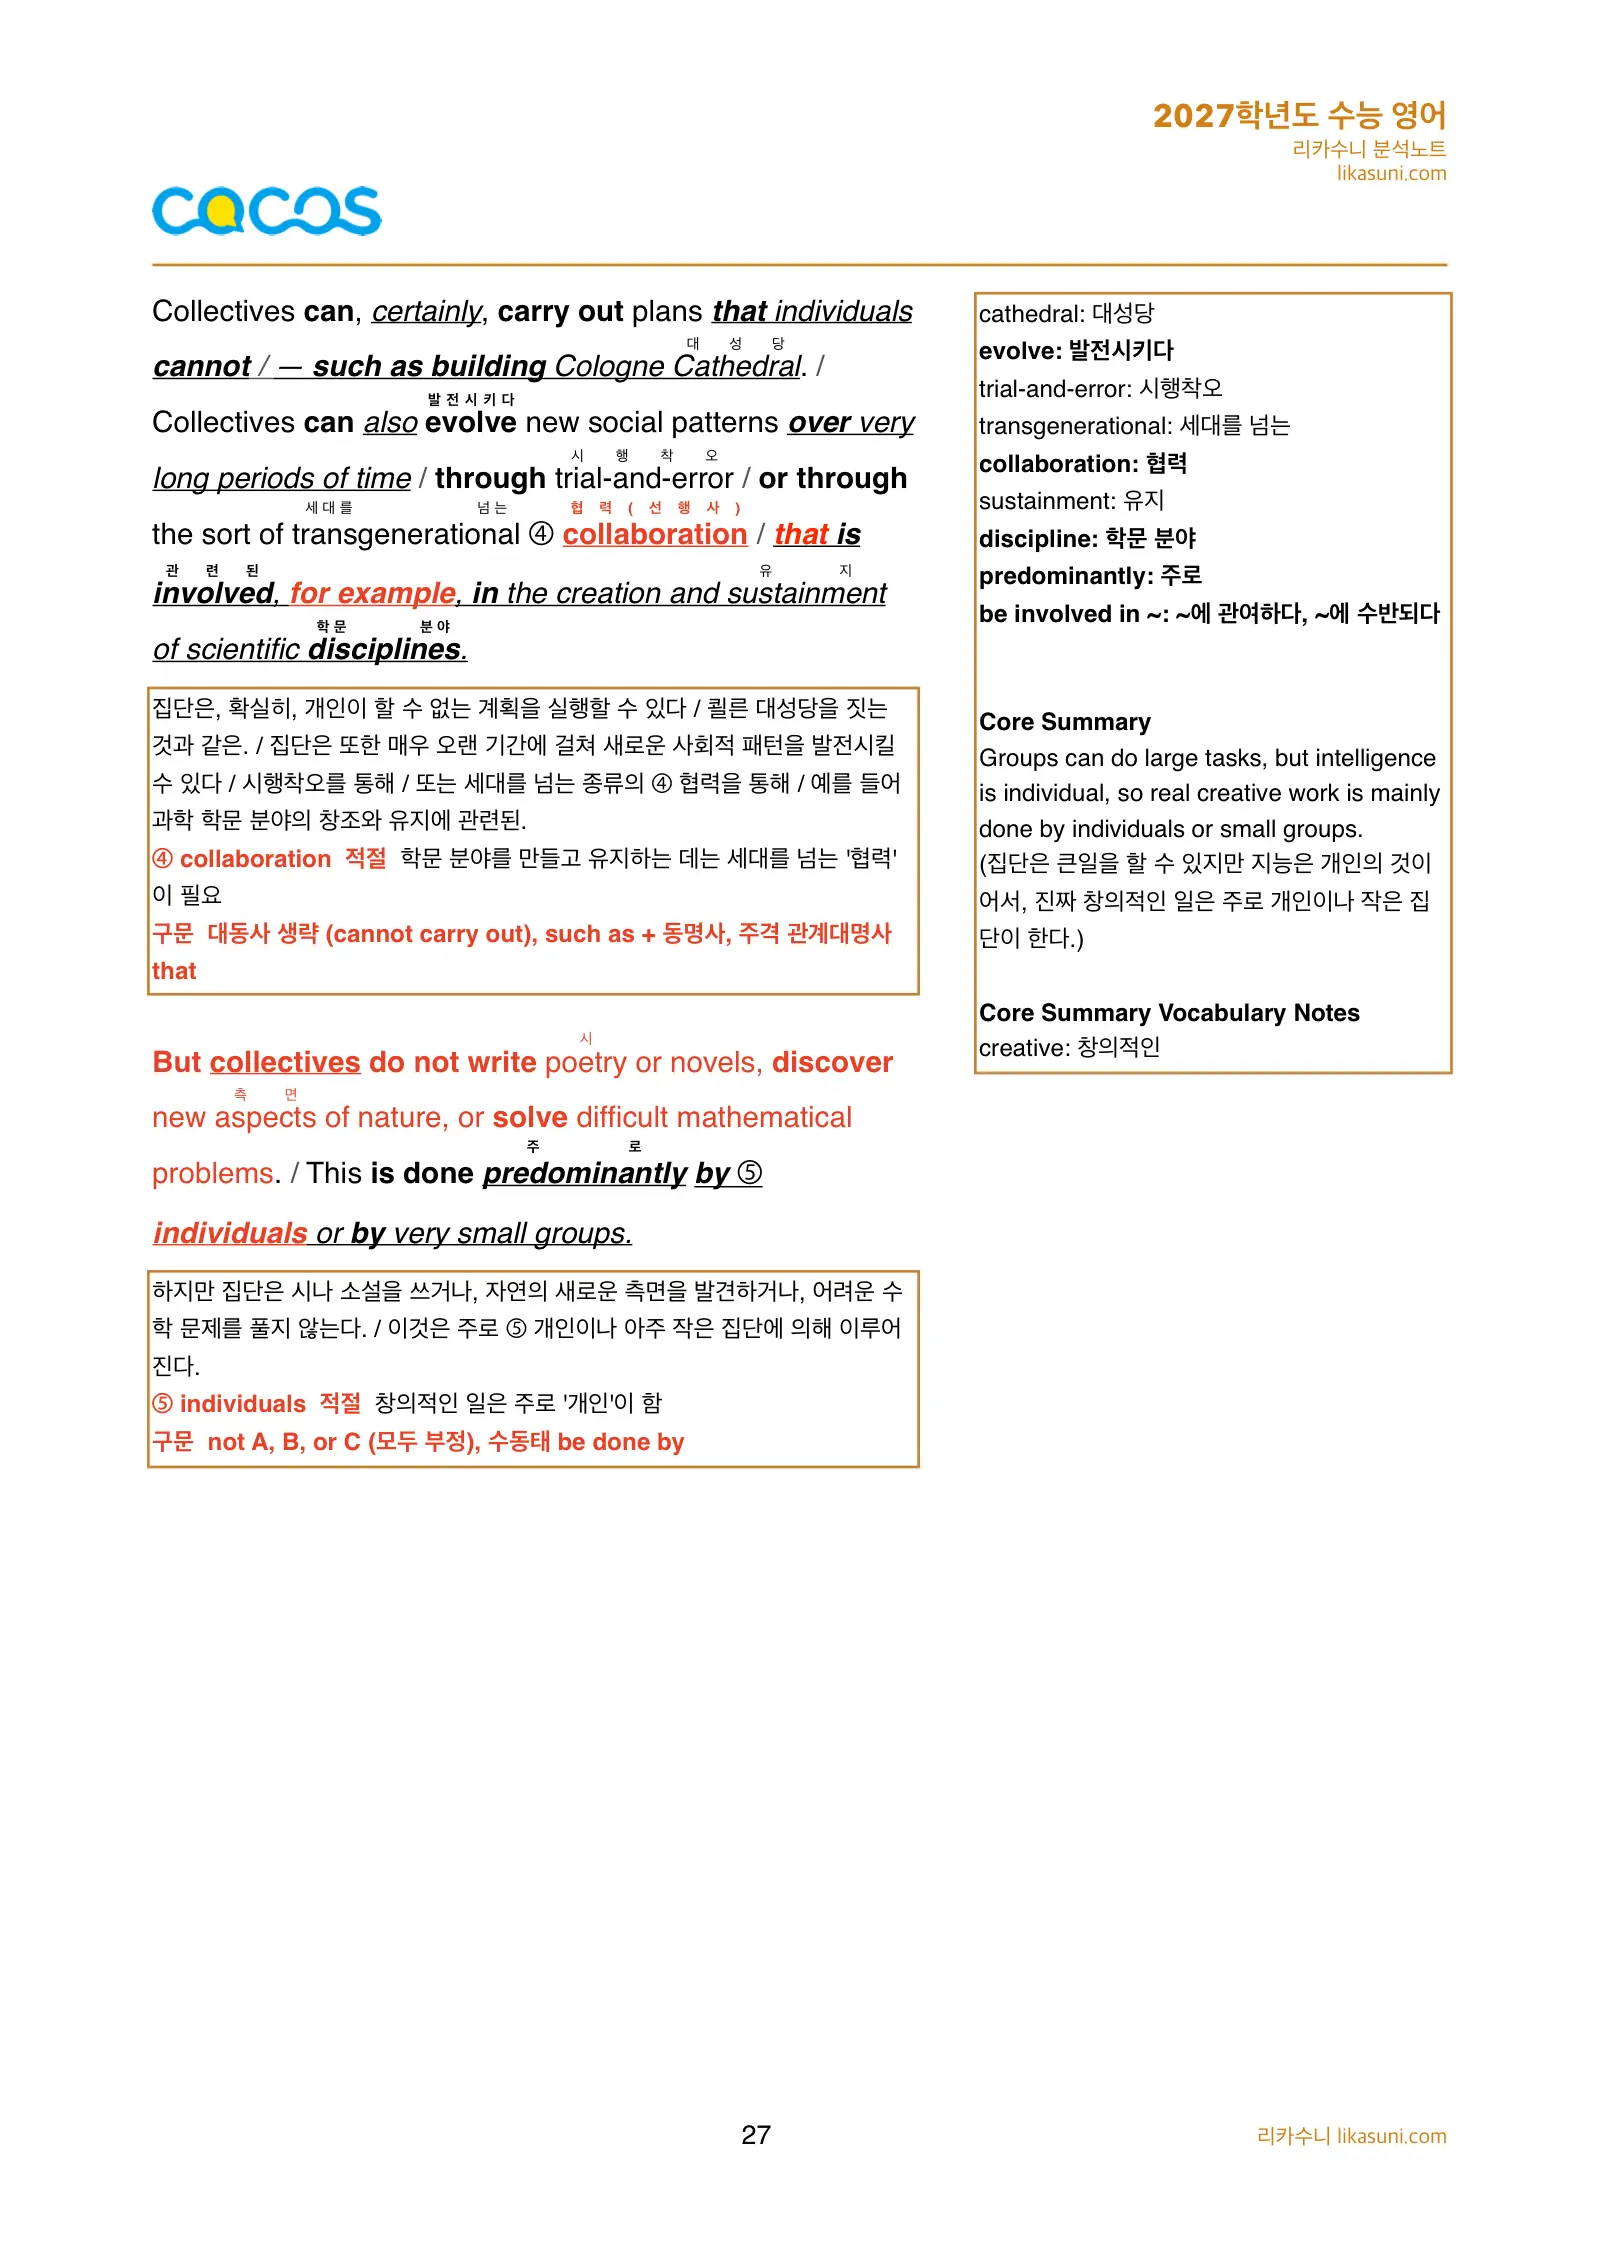 2027학년도 수능 영어
리카수니 분석노트
likasuni.com
cacos
Collectives can, certainly, carry out plans that individuals
대 성 당
cannot / — such as building Cologne Cathedral. /
발전시키다
Collectives can also evolve new social patterns over very
시 행 착 오
long periods of time / through trial-and-error / or through
세대를 넘는 협 력 ( 선 행 사 )
the sort of transgenerational ④ collaboration / that is
관 련 된 유 지
involved, for example, in the creation and sustainment
학문 분야
of scientific disciplines.
집단은, 확실히, 개인이 할 수 없는 계획을 실행할 수 있다 / 쾰른 대성당을 짓는
것과 같은. / 집단은 또한 매우 오랜 기간에 걸쳐 새로운 사회적 패턴을 발전시킬
수 있다 / 시행착오를 통해 / 또는 세대를 넘는 종류의 ④ 협력을 통해 / 예를 들어
과학 학문 분야의 창조와 유지에 관련된.
④ collaboration 적절 학문 분야를 만들고 유지하는 데는 세대를 넘는 '협력'
이 필요
구문 대동사 생략 (cannot carry out), such as + 동명사, 주격 관계대명사
that
시
But collectives do not write poetry or novels, discover
측 면
new aspects of nature, or solve difficult mathematical
주 로
problems. / This is done predominantly by ⑤
individuals or by very small groups.
하지만 집단은 시나 소설을 쓰거나, 자연의 새로운 측면을 발견하거나, 어려운 수
학 문제를 풀지 않는다. / 이것은 주로 ⑤ 개인이나 아주 작은 집단에 의해 이루어
진다.
⑤ individuals 적절 창의적인 일은 주로 '개인'이 함
구문 not A, B, or C (모두 부정), 수동태 be done by
cathedral: 대성당
evolve: 발전시키다
trial-and-error: 시행착오
transgenerational: 세대를 넘는
collaboration: 협력
sustainment: 유지
discipline: 학문 분야
predominantly: 주로
be involved in ~: ~에 관여하다, ~에 수반되다
Core Summary
Groups can do large tasks, but intelligence
is individual, so real creative work is mainly
done by individuals or small groups.
(집단은 큰일을 할 수 있지만 지능은 개인의 것이
어서, 진짜 창의적인 일은 주로 개인이나 작은 집
단이 한다.)
Core Summary Vocabulary Notes
creative: 창의적인
27
리카수니 likasuni.com